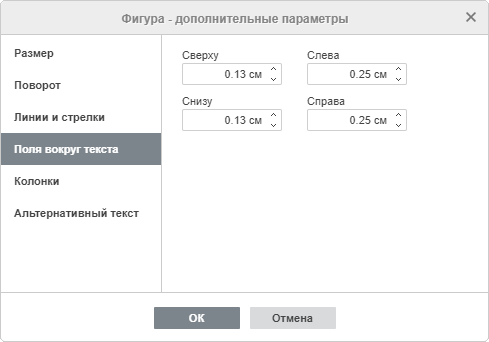 Фигура - дополнительные параметры
Размер
Поворот
Линии и стрелки
Поля вокруг текста
Колонки
Альтернативный текст
Сверху
Слева
0.13 см
0.25 см
Снизу
Справа
0.13 см
0.25 см
ОК
Отмена